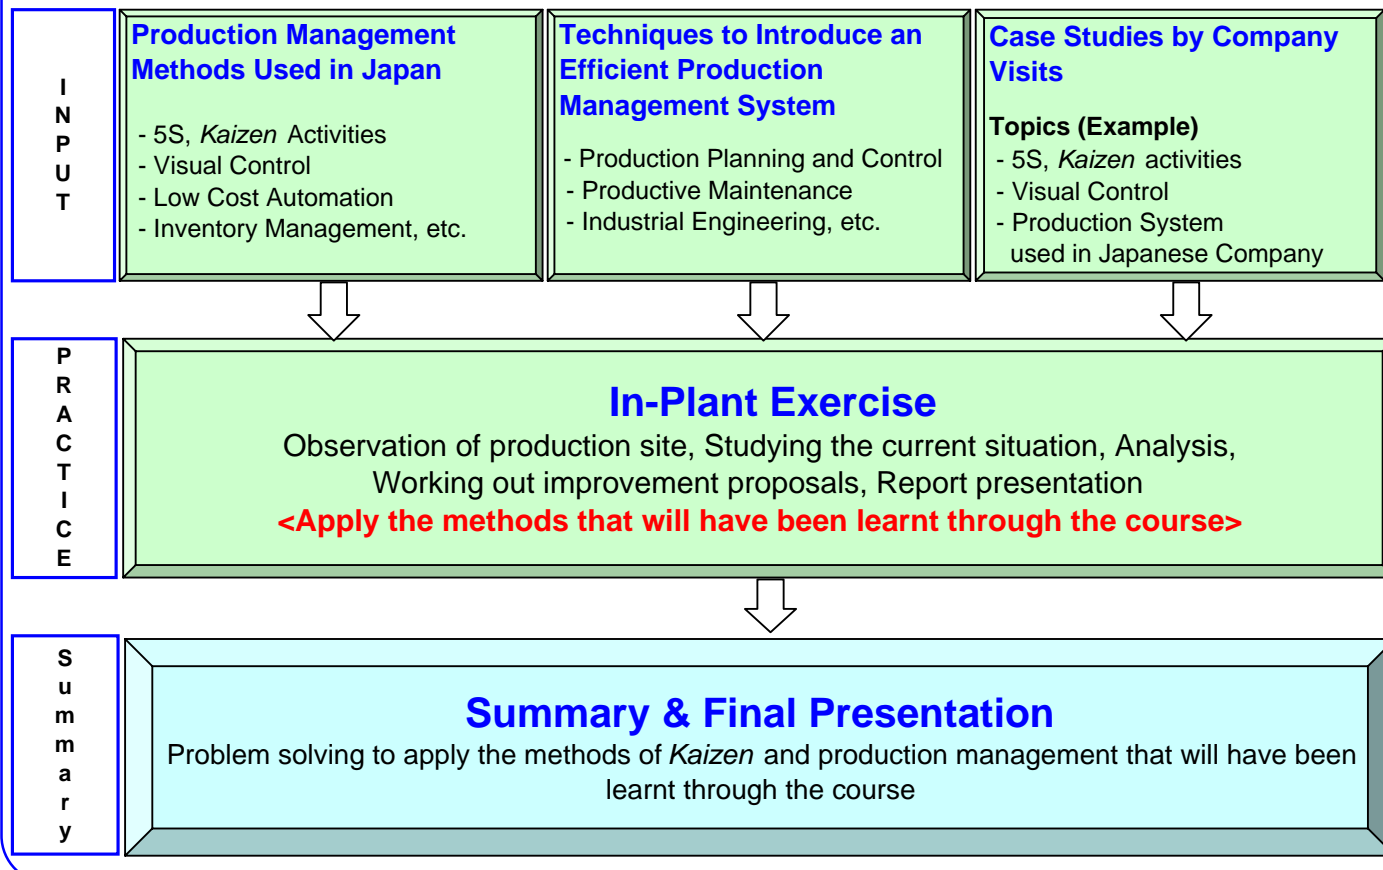 INPUT
Production Management
Methods Used in Japan
- 5S, Kaizen Activities
- Visual Control
- Low Cost Automation
- Inventory Management, etc.
Techniques to Introduce an
Efficient Production
Management System
- Production Planning and Control
- Productive Maintenance
- Industrial Engineering, etc.
Case Studies by Company
Visits
Topics (Example)
- 5S, Kaizen activities
- Visual Control
- Production System
used in Japanese Company
PRACTICE
In-Plant Exercise
Observation of production site, Studying the current situation, Analysis,
Working out improvement proposals, Report presentation
<Apply the methods that will have been learnt through the course>
Summary
Summary & Final Presentation
Problem solving to apply the methods of Kaizen and production management that will have been
learnt through the course